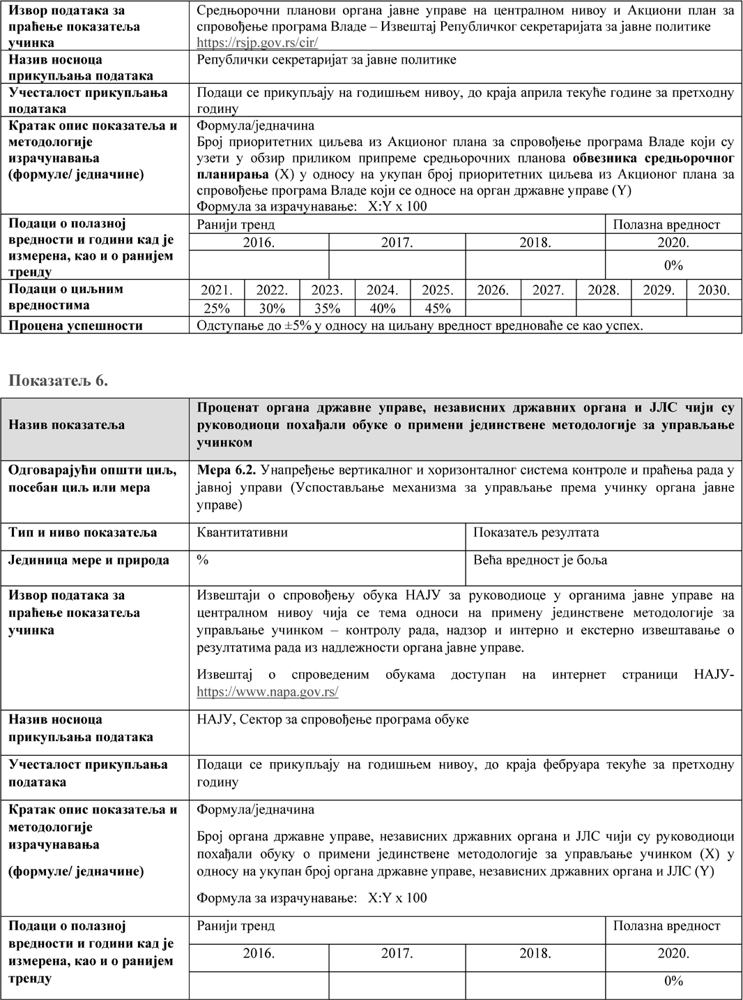 Извор података за
праћење показатеља
учинка
Средњорочни планови органа јавне управе на централном нивоу и Акциони план за
спровођење програма Владе – Извештај Републичког секретаријата за јавне политике
https://rsjp.gov.rs/cir/
Назив носиоца
прикупљања података
Републички секретаријат за јавне политике
Учесталост прикупљања
података
Подаци се прикупљају на годишњем нивоу, до краја априла текуће године за претходну
годину
Кратак опис показатеља и
методологије
израчунавања
(формуле/ једначине)
Формула/једначина
Број приоритетних циљева из Акционог плана за спровођење програма Владе који су
узети у обзир приликом припреме средњорочних планова обвезника средњорочног
планирања (X) у односу на укупан број приоритетних циљева из Акционог плана за
спровођење програма Владе који се односе на орган државне управе (Y)
Формула за израчунавање: X:Y x 100
Подаци о полазној
вредности и години кад је
измерена, као и о ранијем
тренду
Ранији тренд Полазна вредност
2016. 2017. 2018. 2020.
0%
Подаци о циљним
вредностима
2021. 2022. 2023. 2024. 2025. 2026. 2027. 2028. 2029. 2030.
25% 30% 35% 40% 45%
Процена успешности Одступање до ±5% у односу на циљану вредност вредноваће се као успех.
Показатељ 6.
Назив показатеља
Проценат органа државне управе, независних државних органа и ЈЛС чији су
руководиоци похађали обуке о примени јединствене методологије за управљање
учинком
Одговарајући општи циљ,
посебан циљ или мера
Мера 6.2. Унапређење вертикалног и хоризонталног система контроле и праћења рада у
јавној управи (Успостављање механизма за управљање према учинку органа јавне
управе)
Тип и ниво показатеља Квантитативни Показатељ резултата
Јединица мере и природа % Већа вредност је боља
Извор података за
праћење показатеља
учинка
Извештаји о спровођењу обука НАЈУ за руководиоце у органима јавне управе на
централном нивоу чија се тема односи на примену јединствене методологије за
управљање учинком – контролу рада, надзор и интерно и екстерно извештавање о
резултатима рада из надлежности органа јавне управе.
Извештај о спроведеним обукама доступан на интернет страници НАЈУ-
https://www.napa.gov.rs/
Назив носиоца
прикупљања података
НАЈУ, Сектор за спровођење програма обуке
Учесталост прикупљања
података
Подаци се прикупљају на годишњем нивоу, до краја фебруара текуће за претходну
годину
Кратак опис показатеља и
методологије
израчунавања
(формуле/ једначине)
Формула/једначина
Број органа државне управе, независних државних органа и ЈЛС чији су руководиоци
похађали обуку о примени јединствене методологије за управљање учинком (X) у
односу на укупан број органа државне управе, независних државних органа и ЈЛС (Y)
Формула за израчунавање: X:Y x 100
Подаци о полазној
вредности и години кад је
измерена, као и о ранијем
тренду
Ранији тренд Полазна вредност
2016. 2017. 2018. 2020.
0%